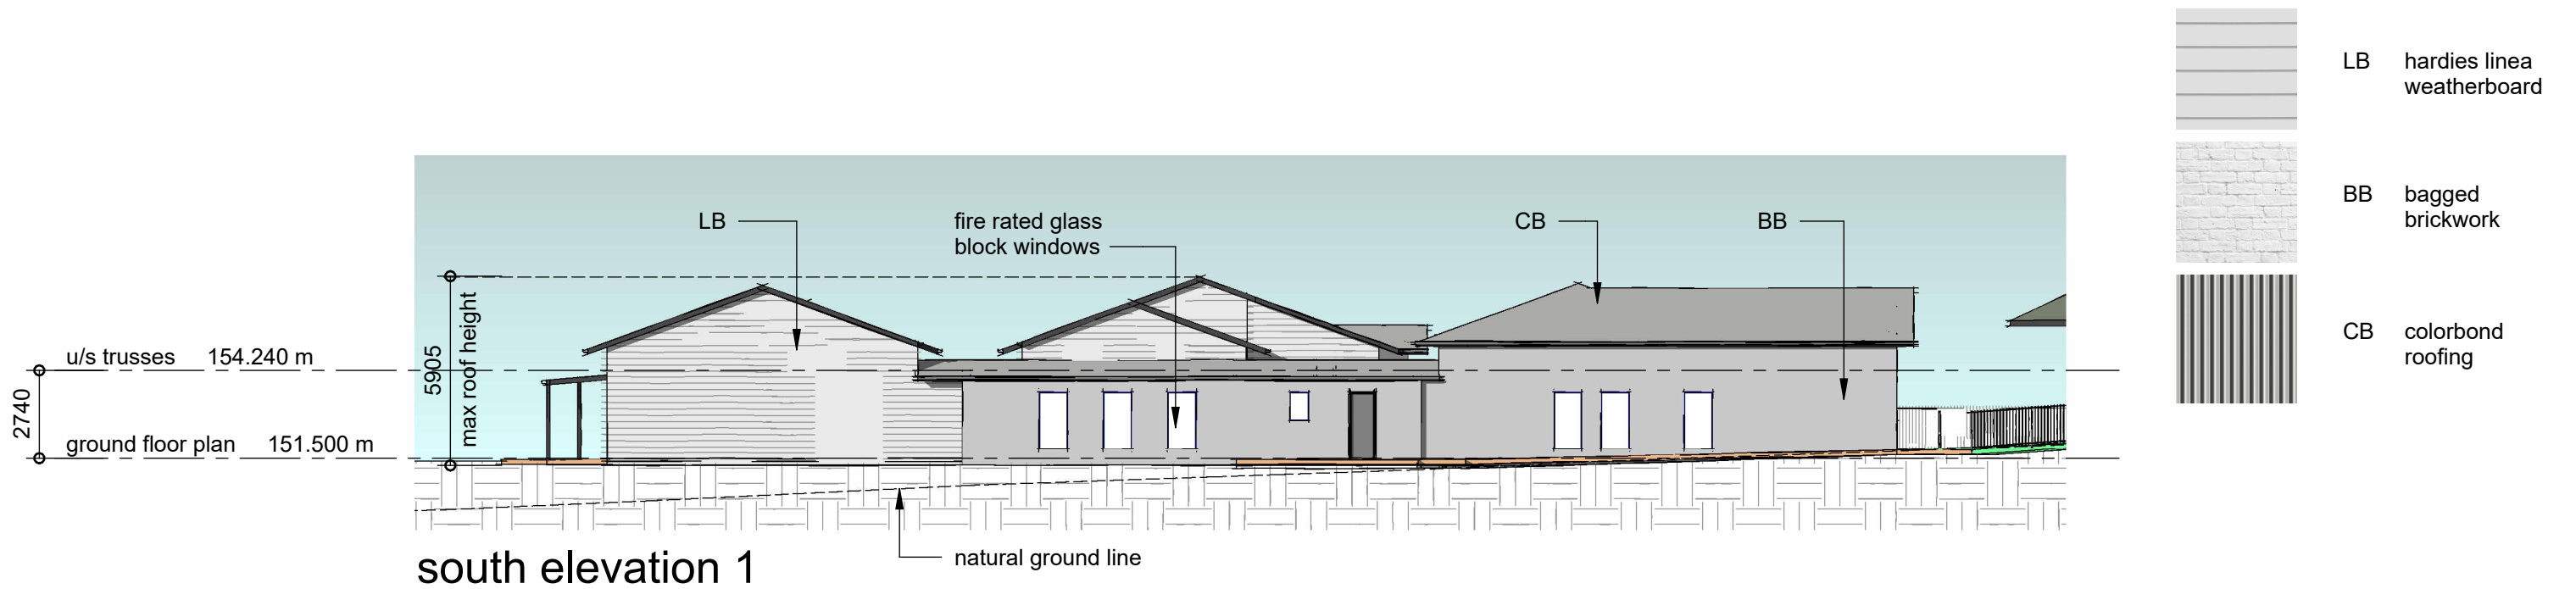 LB hardies linea
weatherboard
BB bagged
brickwork
CB colorbond
roofing
LB
fire rated glass
block windows
CB
BB
5905
max roof height
u/s trusses 154.240 m
2740
ground floor plan 151.500 m
natural ground line
south elevation 1